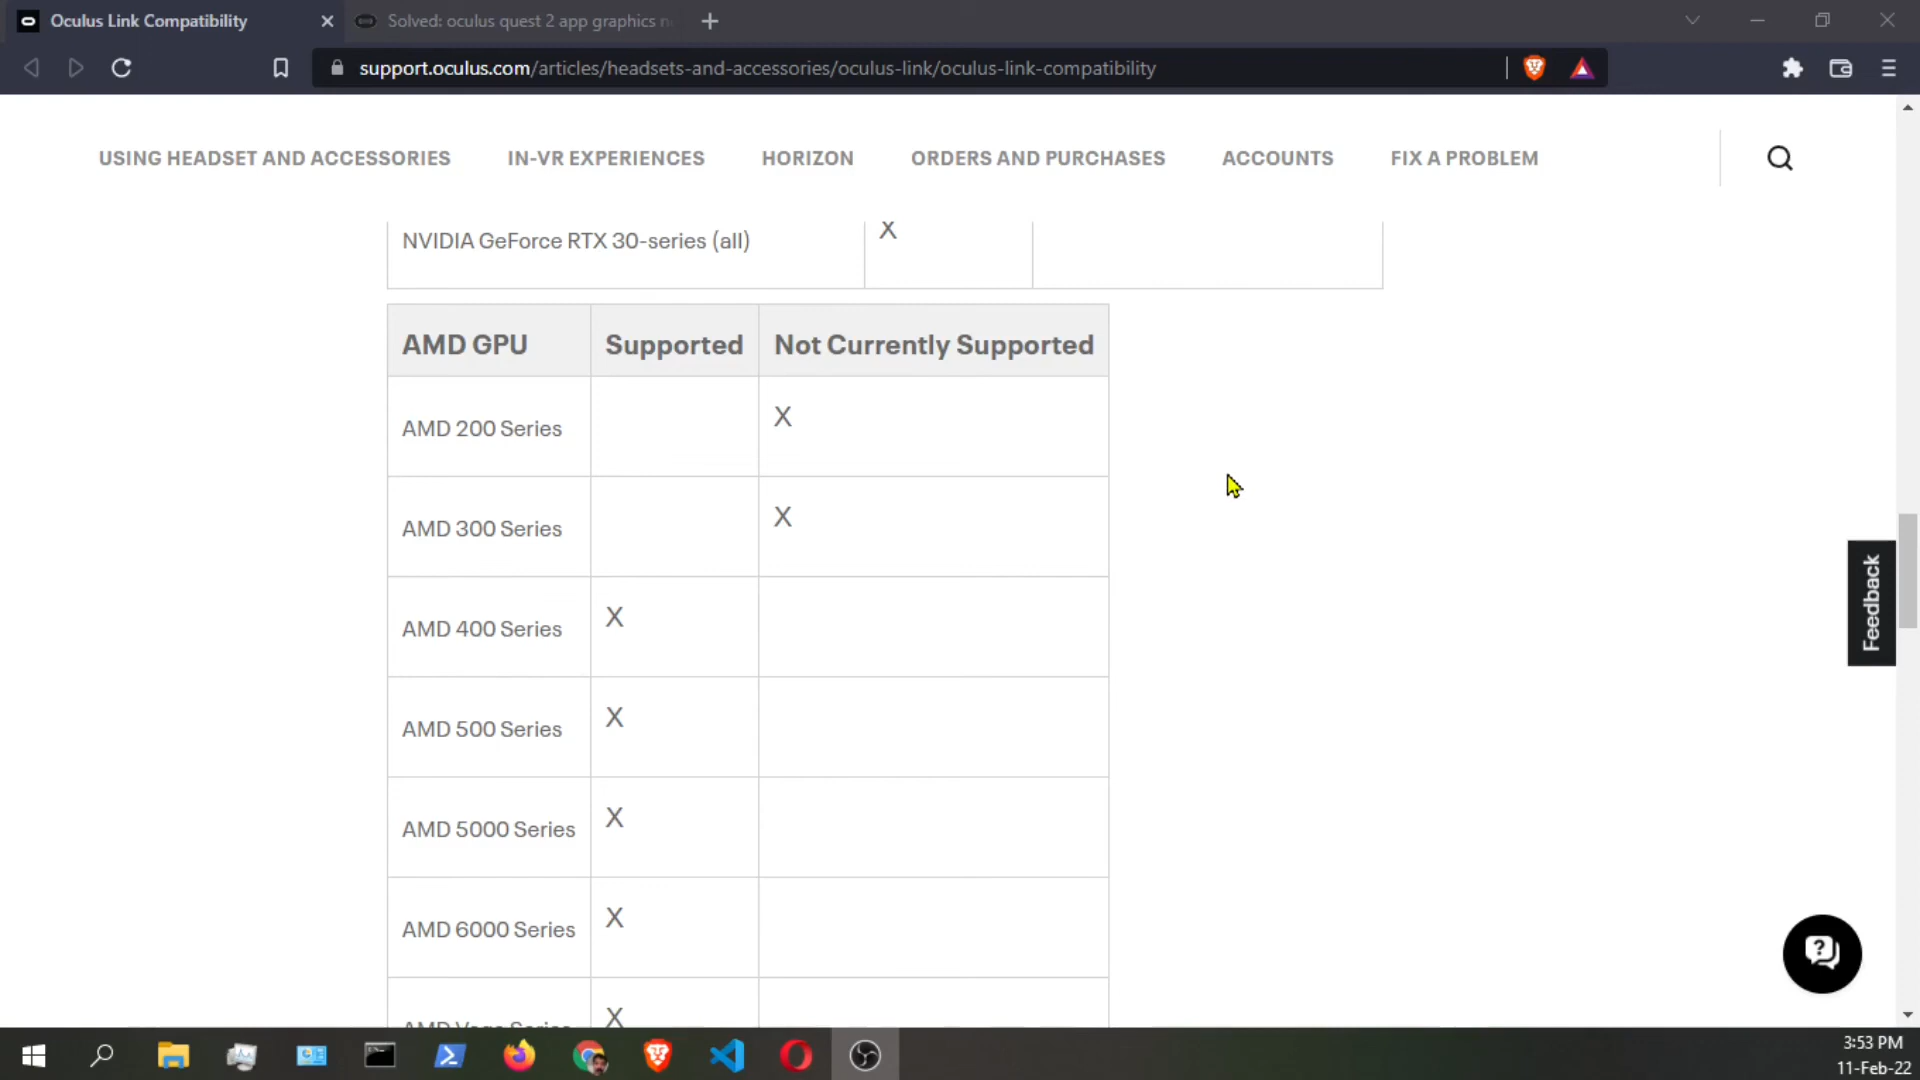 Oculus Link Compatibility
Solved: oculus quest 2 app graphics n
support.oculus.com/articles/headsets-and-accessories/oculus-link/oculus-link-compatibility
USING HEADSET AND ACCESSORIES IN-VR EXPERIENCES HORIZON ORDERS AND PURCHASES ACCOUNTS FIX A PROBLEM
NVIDIA GeForce RTX 30-series (all) X
AMD GPU Supported Not Currently Supported
AMD 200 Series X
AMD 300 Series X
AMD 400 Series X
AMD 500 Series X
AMD 5000 Series X
AMD 6000 Series X
AMD Vega Series X
Feedback
3:53 PM
11-Feb-22